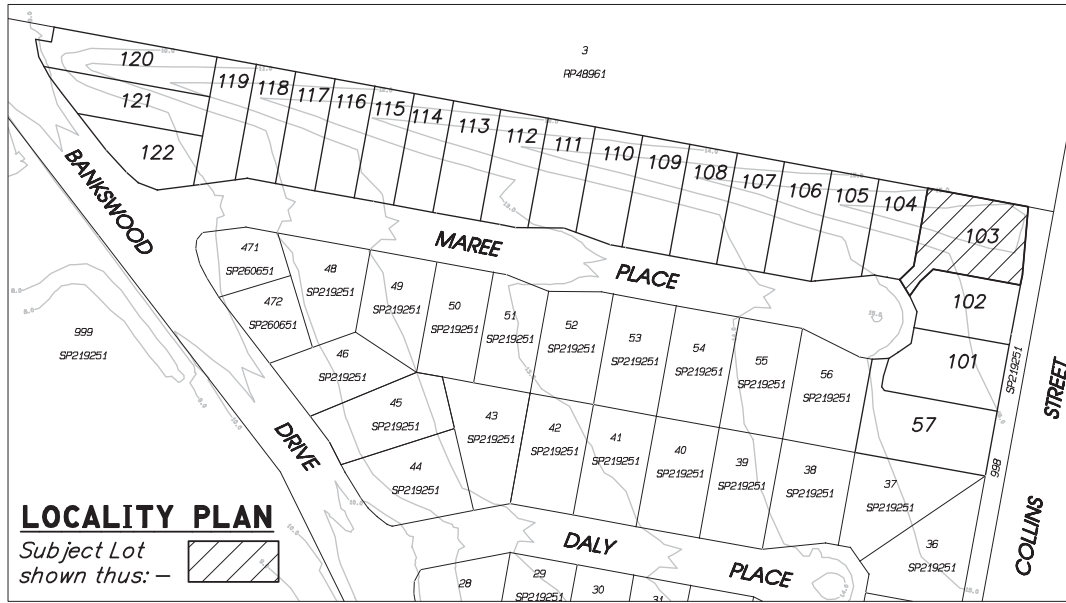 3
RP48961
120
119
118
117
116
115
114
113
112
111
110
109
108
107
106
105
104
103
121
122
102
101
57
BANKSWOOD
DRIVE
MAREE
PLACE
471
SP260651
472
SP260651
48
SP219251
49
SP219251
50
SP219251
51
SP219251
52
SP219251
53
SP219251
54
SP219251
55
SP219251
56
SP219251
46
SP219251
45
SP219251
44
SP219251
43
SP219251
42
SP219251
41
SP219251
40
SP219251
39
SP219251
38
SP219251
37
SP219251
36
SP219251
999
SP219251
998
SP219251
COLLINS
STREET
DALY
PLACE
28
29
SP219251
30
31
LOCALITY PLAN
Subject Lot
shown thus: –